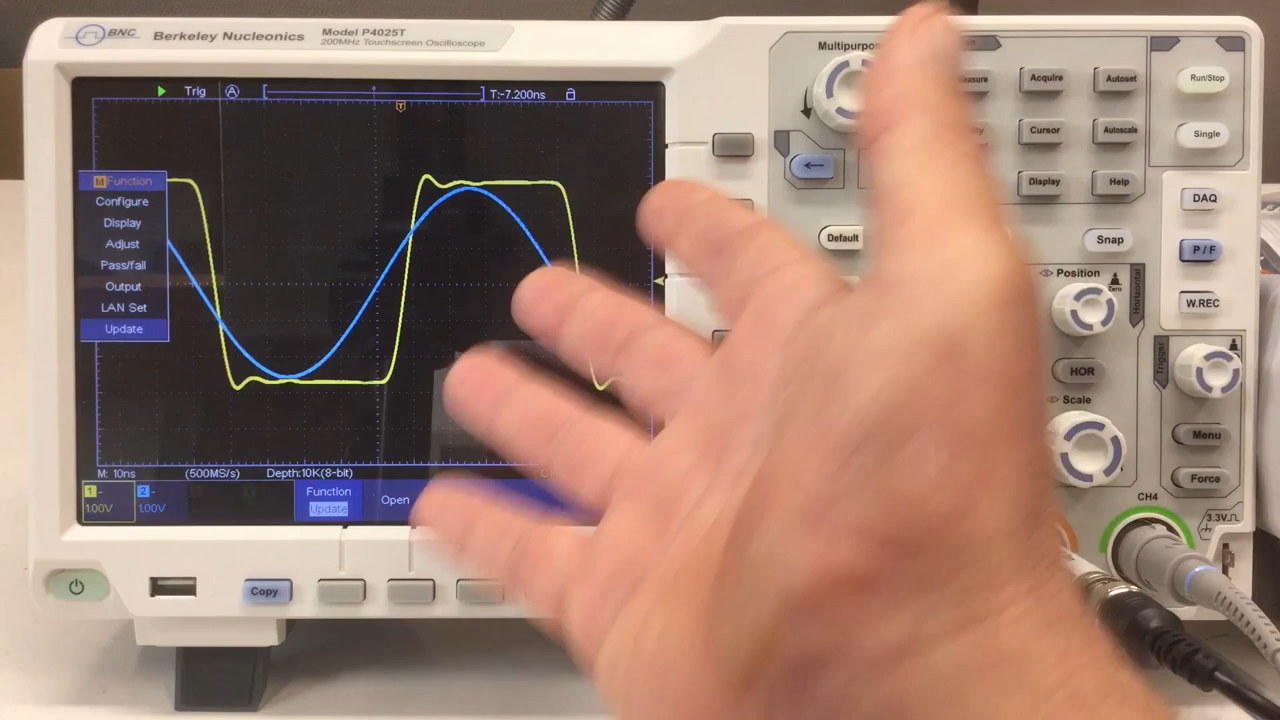 BNC Berkeley Nucleonics
Model P4025T
200MHz Touchscreen Oscilloscope
Trig A T T:-7.200ns
M Function
Configure
Display
Adjust
Pass/fail
Output
LAN Set
Update
M: 10ns (500MS/s) Depth:10K(8-bit)
1 1.00V
2 1.00V
Function
Update
Open
Copy
Acquire Autoset
Cursor Autoscale
Display Help
Default
Snap
Run/Stop
Single
DAQ
P/F
W.REC
Position
Zero
Horizontal
HOR
Scale
Trigger
Menu
Force
CH4
3.3V